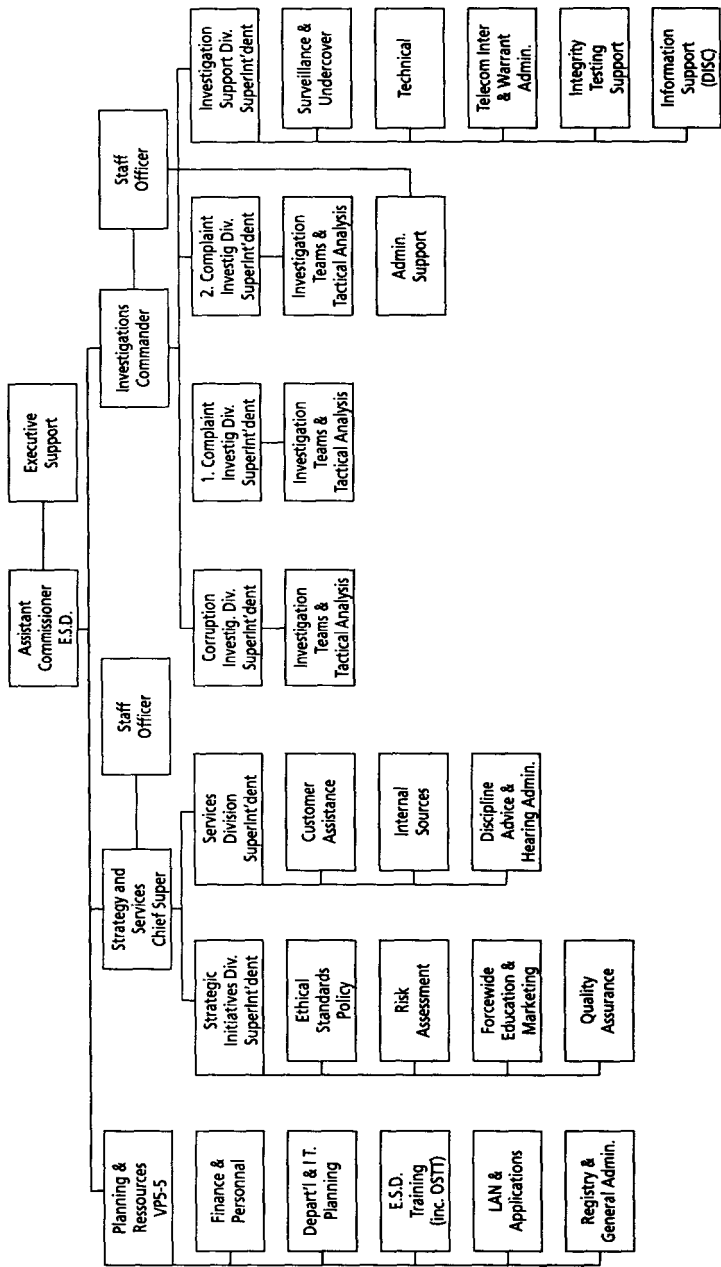 Assistant
Commissioner
E.S.D.
Executive
Support
Planning &
Ressources
VPS-5
Strategy and
Services
Chief Super
Staff
Officer
Investigations
Commander
Staff
Officer
Finance &
Personnal
Depart'l & I T.
Planning
E.S.D.
Training
(inc. OSTT)
LAN &
Applications
Registry &
General Admin.
Strategic
Initiatives Div.
SuperInt'dent
Ethical
Standards
Policy
Risk
Assessment
Forcewide
Education &
Marketing
Quality
Assurance
Services
Division
SuperInt'dent
Customer
Assistance
Internal
Sources
Discipline
Advice &
Hearing Admin.
Corruption
Investig. Div.
SuperInt'dent
Investigation
Teams &
Tactical Analysis
1. Complaint
Investig Div.
SuperInt'dent
Investigation
Teams &
Tactical Analysis
2. Complaint
Investig Div.
SuperInt'dent
Investigation
Teams &
Tactical Analysis
Admin.
Support
Investigation
Support Div.
SuperInt'dent
Surveillance &
Undercover
Technical
Telecom Inter
& Warrant
Admin.
Integrity
Testing
Support
Information
Support
(DISC)